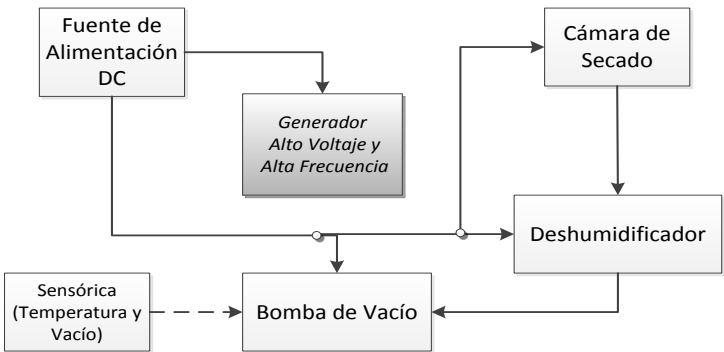 Fuente de
Alimentación
DC
Cámara de
Secado
Generador
Alto Voltaje y
Alta Frecuencia
Deshumidificador
Sensórica
(Temperatura y
Vacío)
Bomba de Vacío